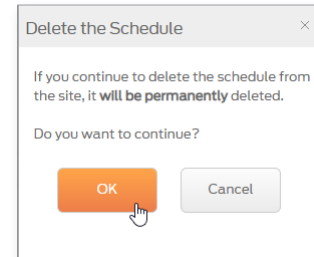 Delete the Schedule
If you continue to delete the schedule from
the site, it will be permanently deleted.
Do you want to continue?
OK
Cancel